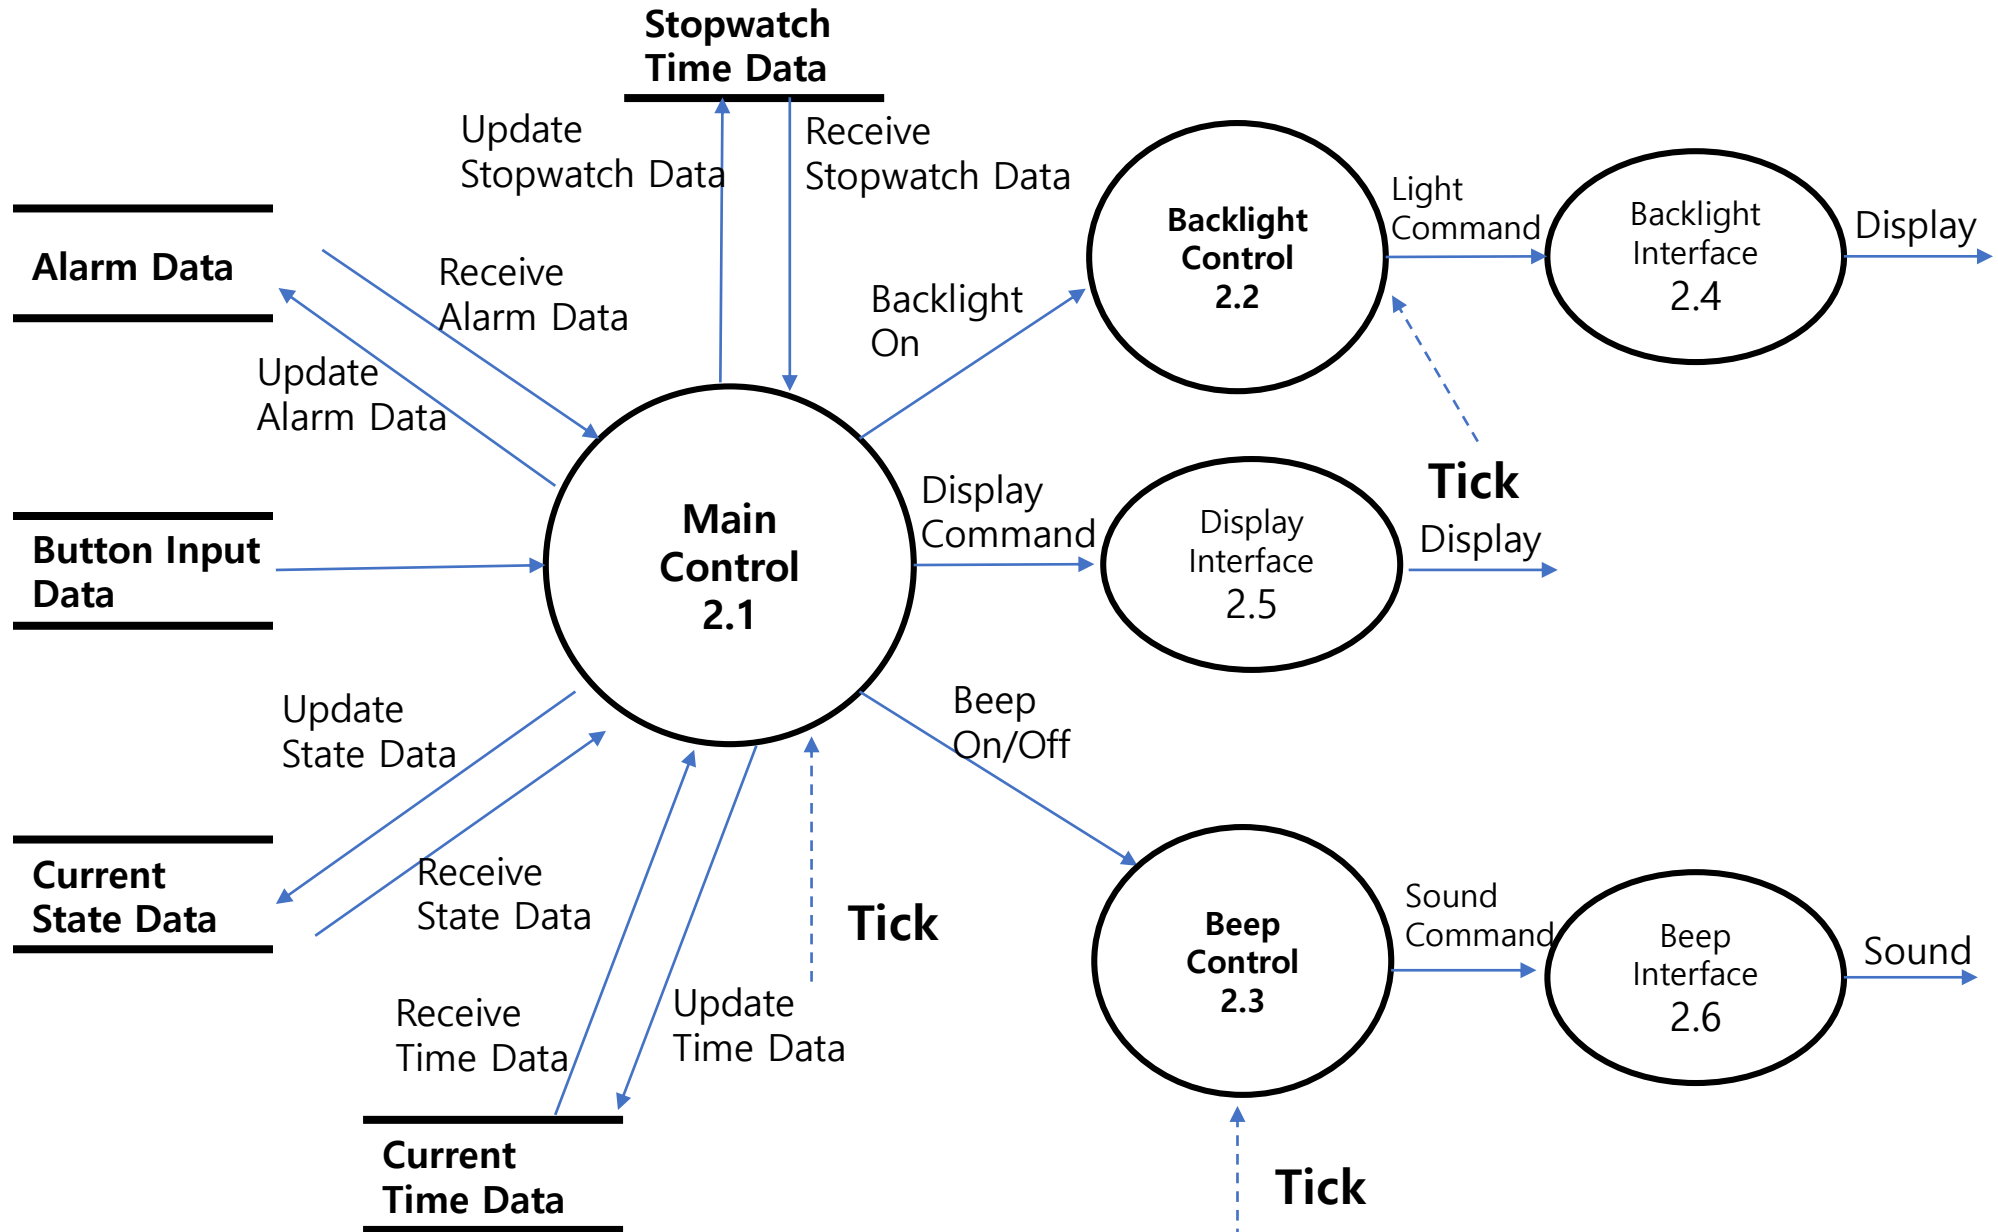 Stopwatch
Time Data
Update
Stopwatch Data
Receive
Stopwatch Data
Alarm Data
Receive
Alarm Data
Update
Alarm Data
Backlight
On
Backlight
Control
2.2
Light
Command
Backlight
Interface
2.4
Display
Tick
Button Input
Data
Main
Control
2.1
Display
Command
Display
Interface
2.5
Display
Update
State Data
Beep
On/Off
Current
State Data
Receive
State Data
Tick
Beep
Control
2.3
Sound
Command
Beep
Interface
2.6
Sound
Receive
Time Data
Update
Time Data
Current
Time Data
Tick